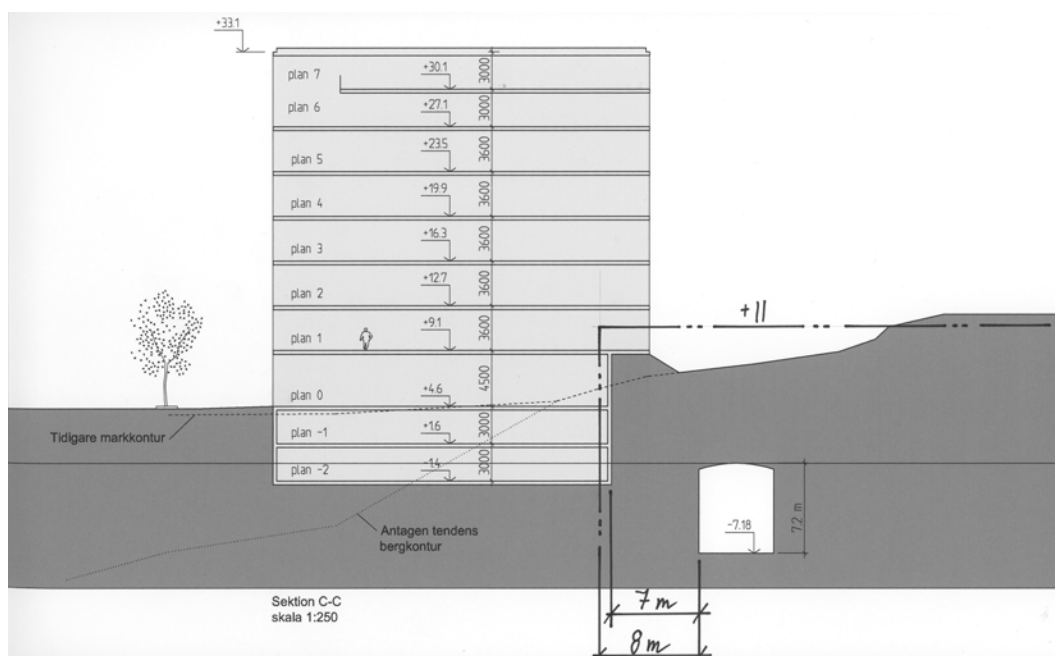 +33.1
plan 7
+30.1
3000
plan 6
+27.1
3000
plan 5
+23.5
3600
plan 4
+19.9
3600
plan 3
+16.3
3600
plan 2
+12.7
3600
plan 1
+9.1
3600
+11
plan 0
+4.6
4500
Tidigare markkontur
plan -1
+1.6
3000
plan -2
-1.4
3000
Antagen tendens
bergkontur
-7.18
7.2 m
Sektion C-C
skala 1:250
7 m
8 m